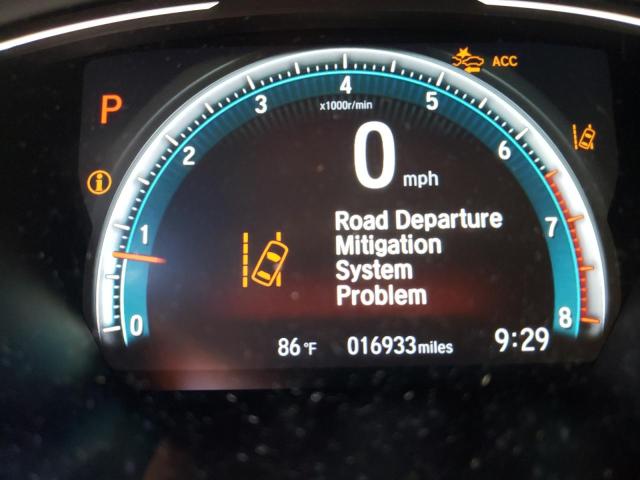 ACC
P
4
3
5
x1000r/min
2
6
0 mph
Road Departure
Mitigation
System
Problem
1
7
0
8
86°F
016933 miles
9:29